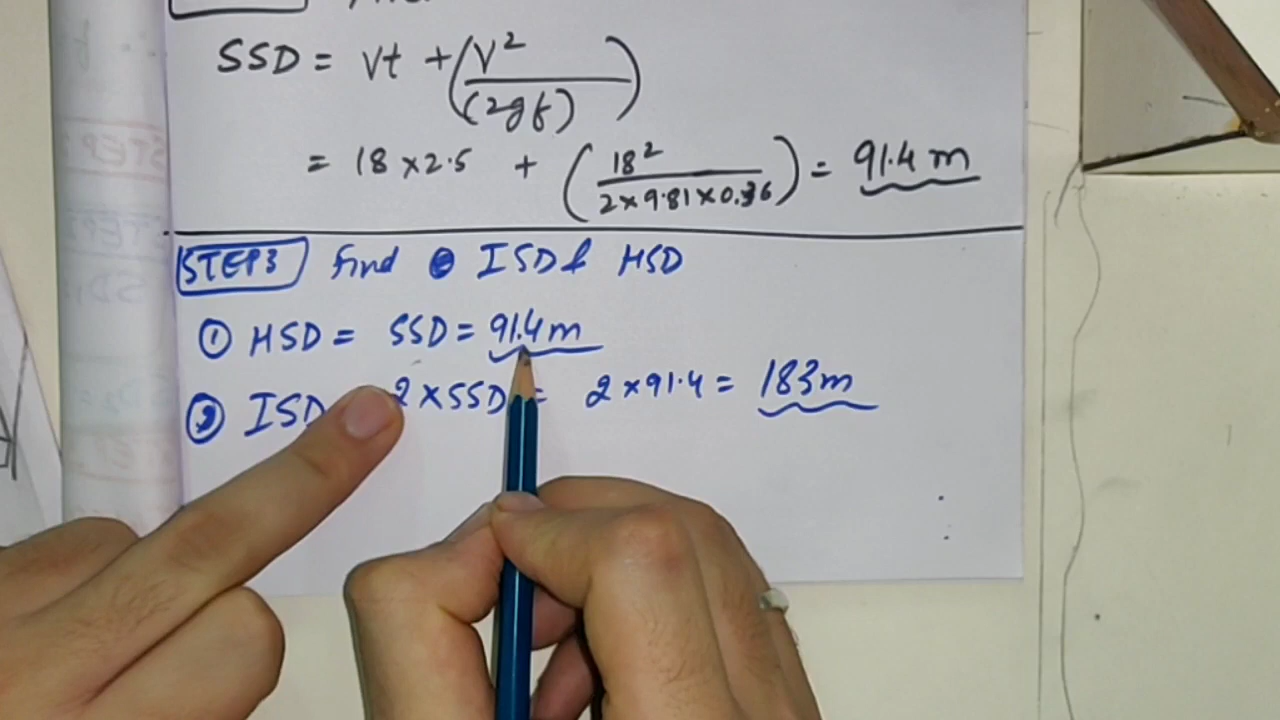 SSD = Vt + (V² / (2gf))
= 18 × 2.5 + (18² / 2×9.81×0.36) = 91.4 m
STEP3 find ISD & HSD
① HSD = SSD = 91.4m
② ISD 2 × SSD = 2 × 91.4 = 183m